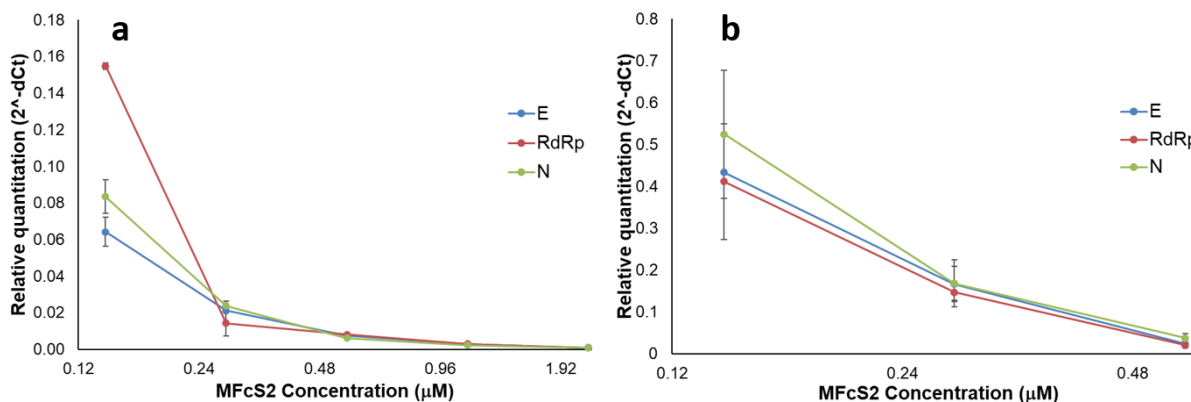 a
Relative quantitation (2^-dCt)
0.18
0.16
0.14
0.12
0.10
0.08
0.06
0.04
0.02
0.00
0.12 0.24 0.48 0.96 1.92
MFcS2 Concentration (μM)
E
RdRp
N
b
Relative quantitation (2^-dCt)
0.8
0.7
0.6
0.5
0.4
0.3
0.2
0.1
0
0.12 0.24 0.48
MFcS2 Concentration (μM)
E
RdRp
N